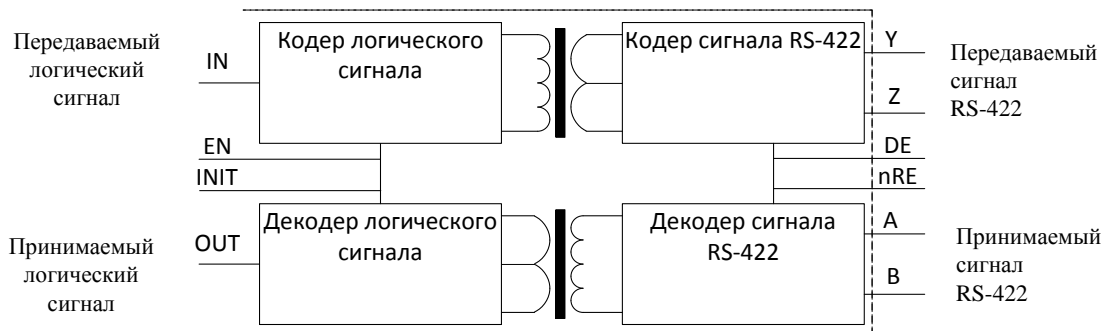 Передаваемый
логический
сигнал
IN
Кодер логического
сигнала
Кодер сигнала RS-422
Y
Z
Передаваемый
сигнал
RS-422
EN
INIT
DE
nRE
Принимаемый
логический
сигнал
OUT
Декодер логического
сигнала
Декодер сигнала
RS-422
A
B
Принимаемый
сигнал
RS-422